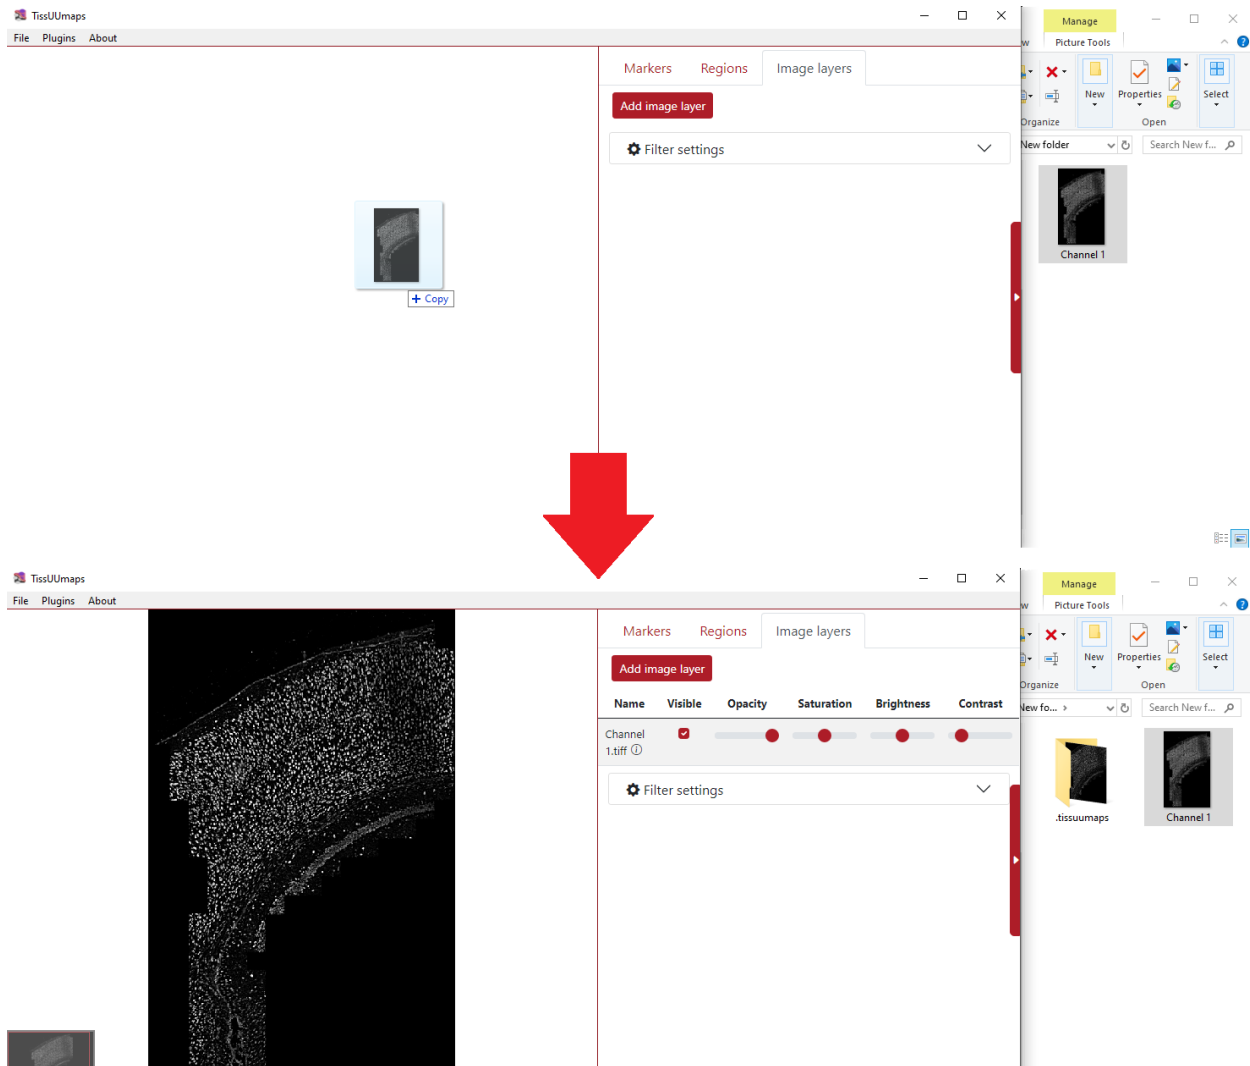 TissUUmaps
File Plugins About
Markers Regions Image layers
Add image layer
Filter settings
+ Copy
Manage
w Picture Tools
New Properties Select
Organize Open
New folder Search New f...
Channel 1
TissUUmaps
File Plugins About
Markers Regions Image layers
Add image layer
Name Visible Opacity Saturation Brightness Contrast
Channel
1.tiff
Filter settings
Manage
w Picture Tools
New Properties Select
Organize Open
New fo... Search New f...
.tissuumaps Channel 1